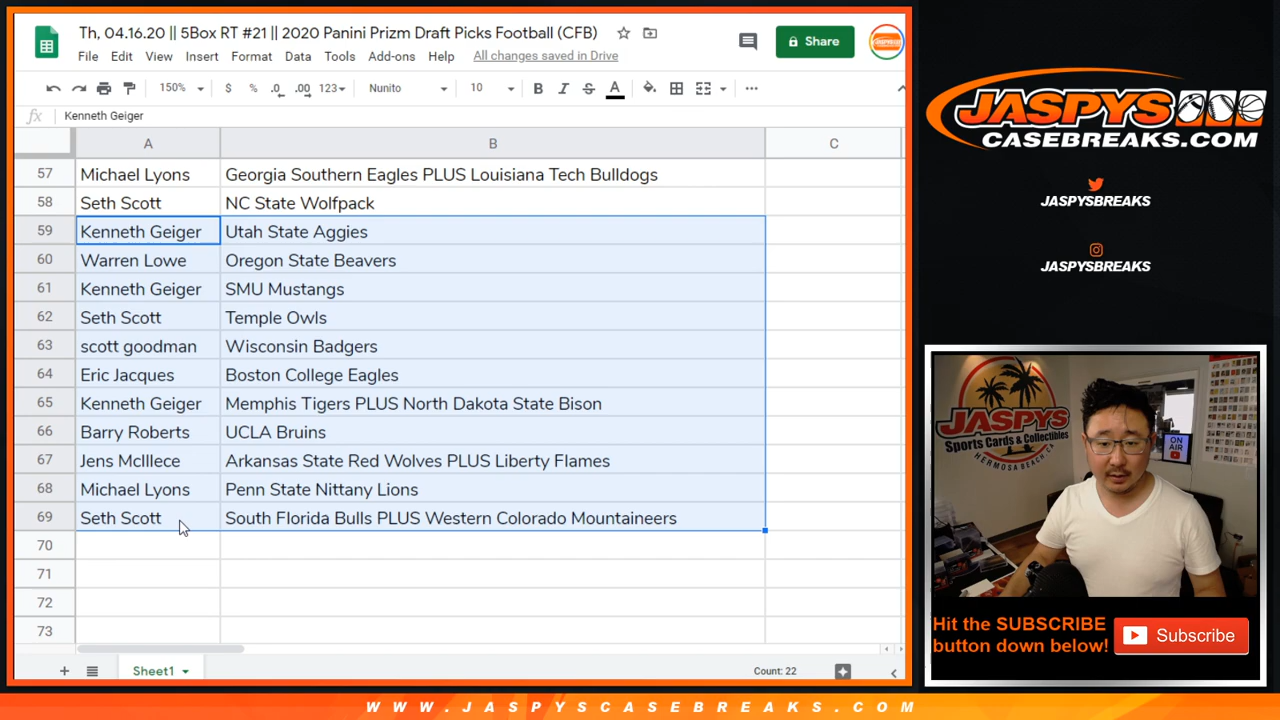 Th, 04.16.20 || 5Box RT #21 || 2020 Panini Prizm Draft Picks Football (CFB)
File Edit View Insert Format Data Tools Add-ons Help All changes saved in Drive
Share
150% $ % .0 .00 123 Nunito 10 B I S A
fx Kenneth Geiger
A B C
57 Michael Lyons Georgia Southern Eagles PLUS Louisiana Tech Bulldogs
58 Seth Scott NC State Wolfpack
59 Kenneth Geiger Utah State Aggies
60 Warren Lowe Oregon State Beavers
61 Kenneth Geiger SMU Mustangs
62 Seth Scott Temple Owls
63 scott goodman Wisconsin Badgers
64 Eric Jacques Boston College Eagles
65 Kenneth Geiger Memphis Tigers PLUS North Dakota State Bison
66 Barry Roberts UCLA Bruins
67 Jens McIllece Arkansas State Red Wolves PLUS Liberty Flames
68 Michael Lyons Penn State Nittany Lions
69 Seth Scott South Florida Bulls PLUS Western Colorado Mountaineers
70
71
72
73
Sheet1
Count: 22
JASPYS
CASEBREAKS.COM
JASPYSBREAKS
JASPYSBREAKS
JASPYS
Sports Cards & Collectibles
HERMOSA BEACH, CA
ON AIR
Hit the SUBSCRIBE
button down below!
Subscribe
WWW.JASPYSCASEBREAKS.COM